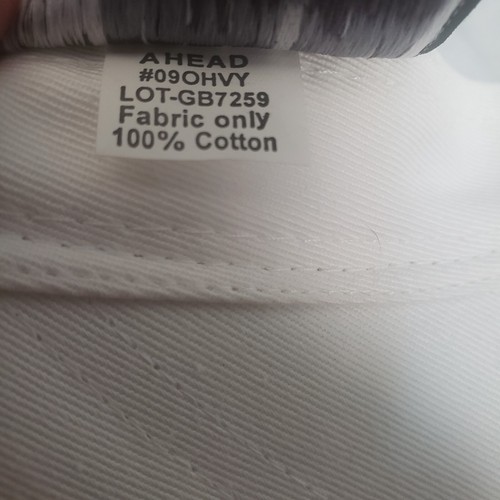 AHEAD
#09OHVY
LOT-GB7259
Fabric only
100% Cotton